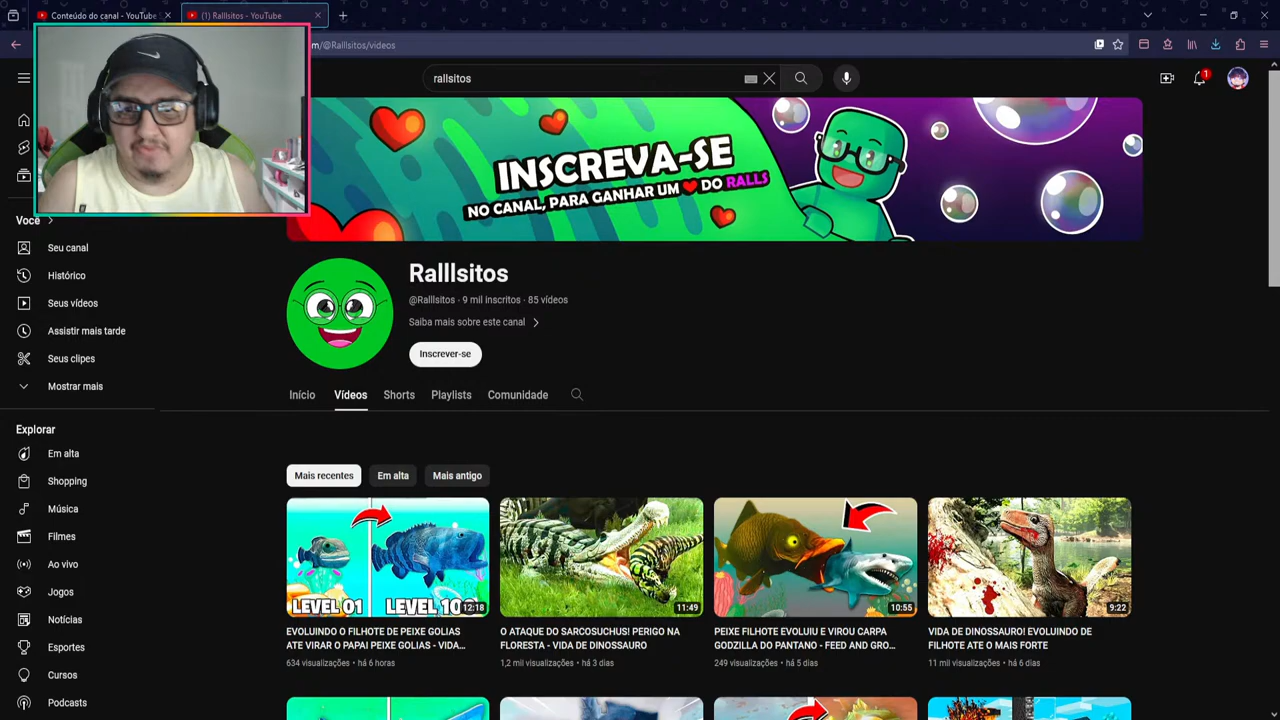 Conteúdo do canal - YouTube
(1) Ralllsitos - YouTube
m/@Ralllsitos/videos
rallsitos
1
INSCREVA-SE
NO CANAL, PARA GANHAR UM DO RALLS
Você
Seu canal
Histórico
Seus vídeos
Assistir mais tarde
Seus clipes
Mostrar mais
Explorar
Em alta
Shopping
Música
Filmes
Ao vivo
Jogos
Notícias
Esportes
Cursos
Podcasts
Ralllsitos
@Ralllsitos · 9 mil inscritos · 85 vídeos
Saiba mais sobre este canal
Inscrever-se
Início Vídeos Shorts Playlists Comunidade
Mais recentes Em alta Mais antigo
LEVEL 01 LEVEL 100
12:18
EVOLUINDO O FILHOTE DE PEIXE GOLIAS
ATE VIRAR O PAPAI PEIXE GOLIAS - VIDA...
634 visualizações · há 6 horas
11:49
O ATAQUE DO SARCOSUCHUS! PERIGO NA
FLORESTA - VIDA DE DINOSSAURO
1,2 mil visualizações · há 3 dias
10:55
PEIXE FILHOTE EVOLUIU E VIROU CARPA
GODZILLA DO PANTANO - FEED AND GRO...
249 visualizações · há 5 dias
9:22
VIDA DE DINOSSAURO! EVOLUINDO DE
FILHOTE ATE O MAIS FORTE
11 mil visualizações · há 6 dias